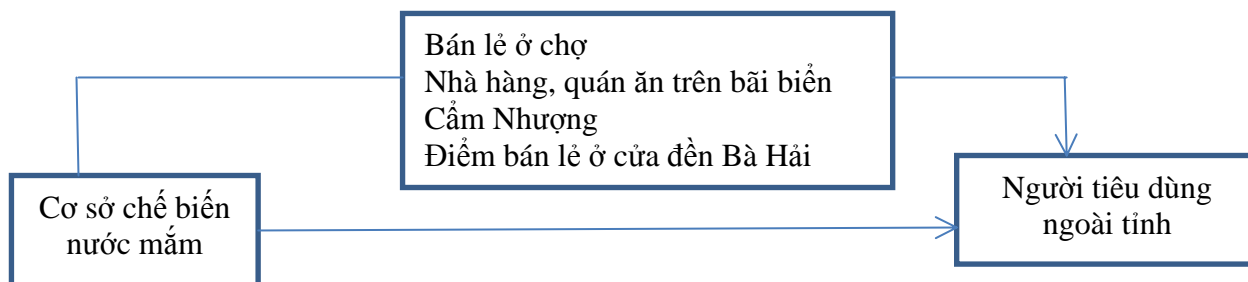 Bán lẻ ở chợ
Nhà hàng, quán ăn trên bãi biển
Cẩm Nhượng
Điểm bán lẻ ở cửa đền Bà Hải
Cơ sở chế biến
nước mắm
Người tiêu dùng
ngoài tỉnh